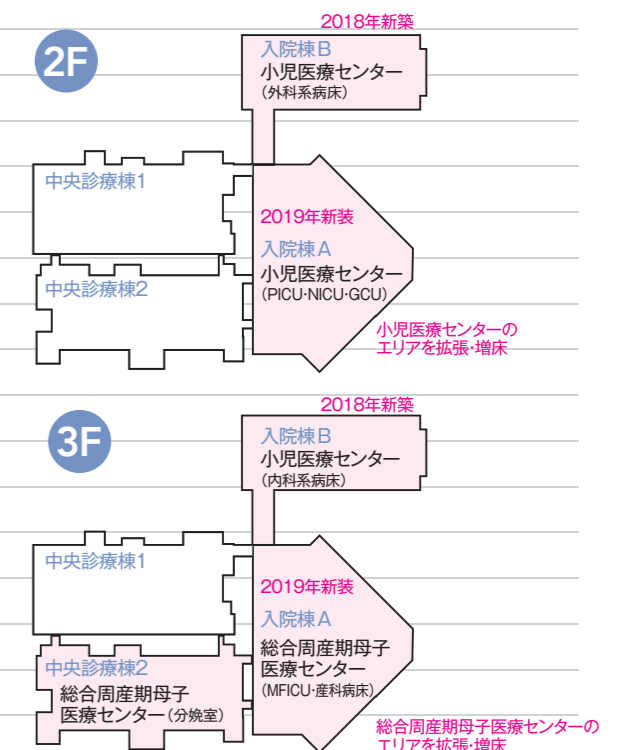 2018年新築
2F
入院棟B
小児医療センター
(外科系病床)
中央診療棟1
2019年新装
入院棟A
小児医療センター
(PICU・NICU・GCU)
中央診療棟2
小児医療センターの
エリアを拡張・増床
2018年新築
3F
入院棟B
小児医療センター
(内科系病床)
中央診療棟1
2019年新装
入院棟A
総合周産期母子
医療センター
(MFICU・産科病床)
中央診療棟2
総合周産期母子
医療センター(分娩室)
総合周産期母子医療センターの
エリアを拡張・増床